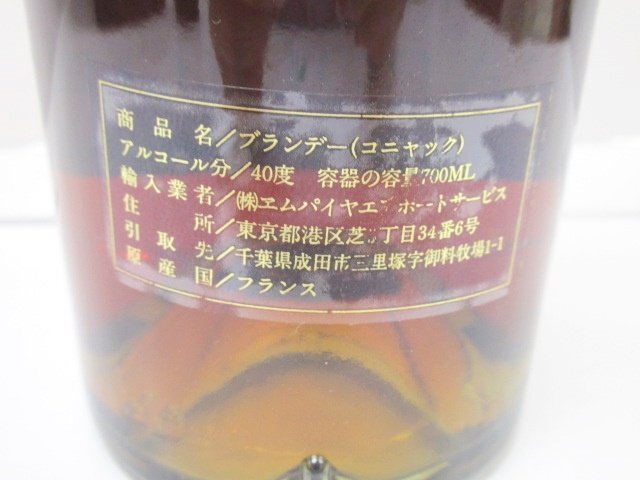 商品名/ブランデー(コニャック)
アルコール分/40度 容器の容量700ML
輸入業者/㈱エムパイヤエ ポートサービス
住所/東京都港区芝 丁目34番6号
引取先/千葉県成田市三里塚字御料牧場1-1
原産国/フランス